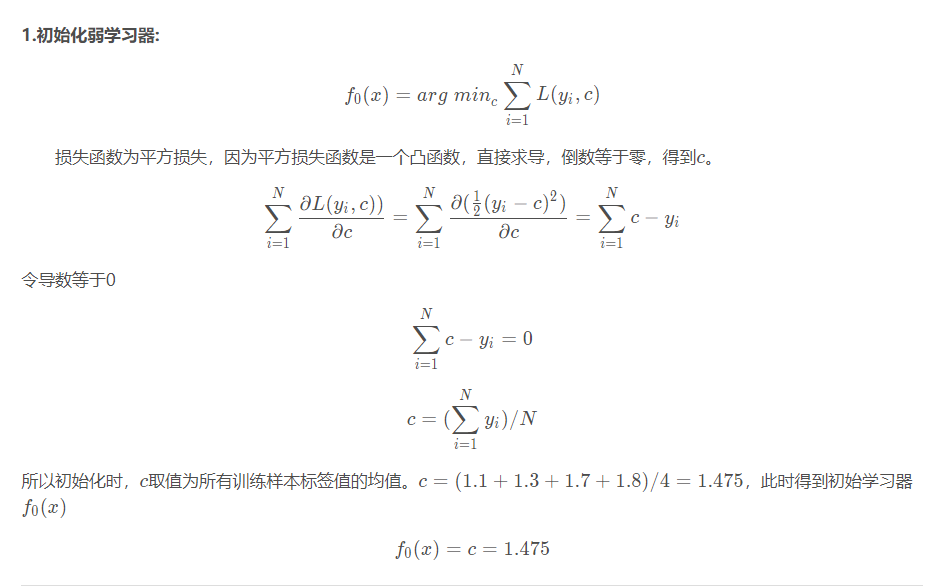 1.初始化弱学习器:
$f_0(x) = arg\ min_c \sum_{i=1}^{N} L(y_i, c)$
损失函数为平方损失，因为平方损失函数是一个凸函数，直接求导，倒数等于零，得到$c$。
$\sum_{i=1}^{N} \frac{\partial L(y_i, c))}{\partial c} = \sum_{i=1}^{N} \frac{\partial (\frac{1}{2}(y_i - c)^2)}{\partial c} = \sum_{i=1}^{N} c - y_i$
令导数等于0
$\sum_{i=1}^{N} c - y_i = 0$
$c = (\sum_{i=1}^{N} y_i)/N$
所以初始化时，$c$取值为所有训练样本标签值的均值。$c = (1.1 + 1.3 + 1.7 + 1.8)/4 = 1.475$，此时得到初始学习器
$f_0(x)$
$f_0(x) = c = 1.475$